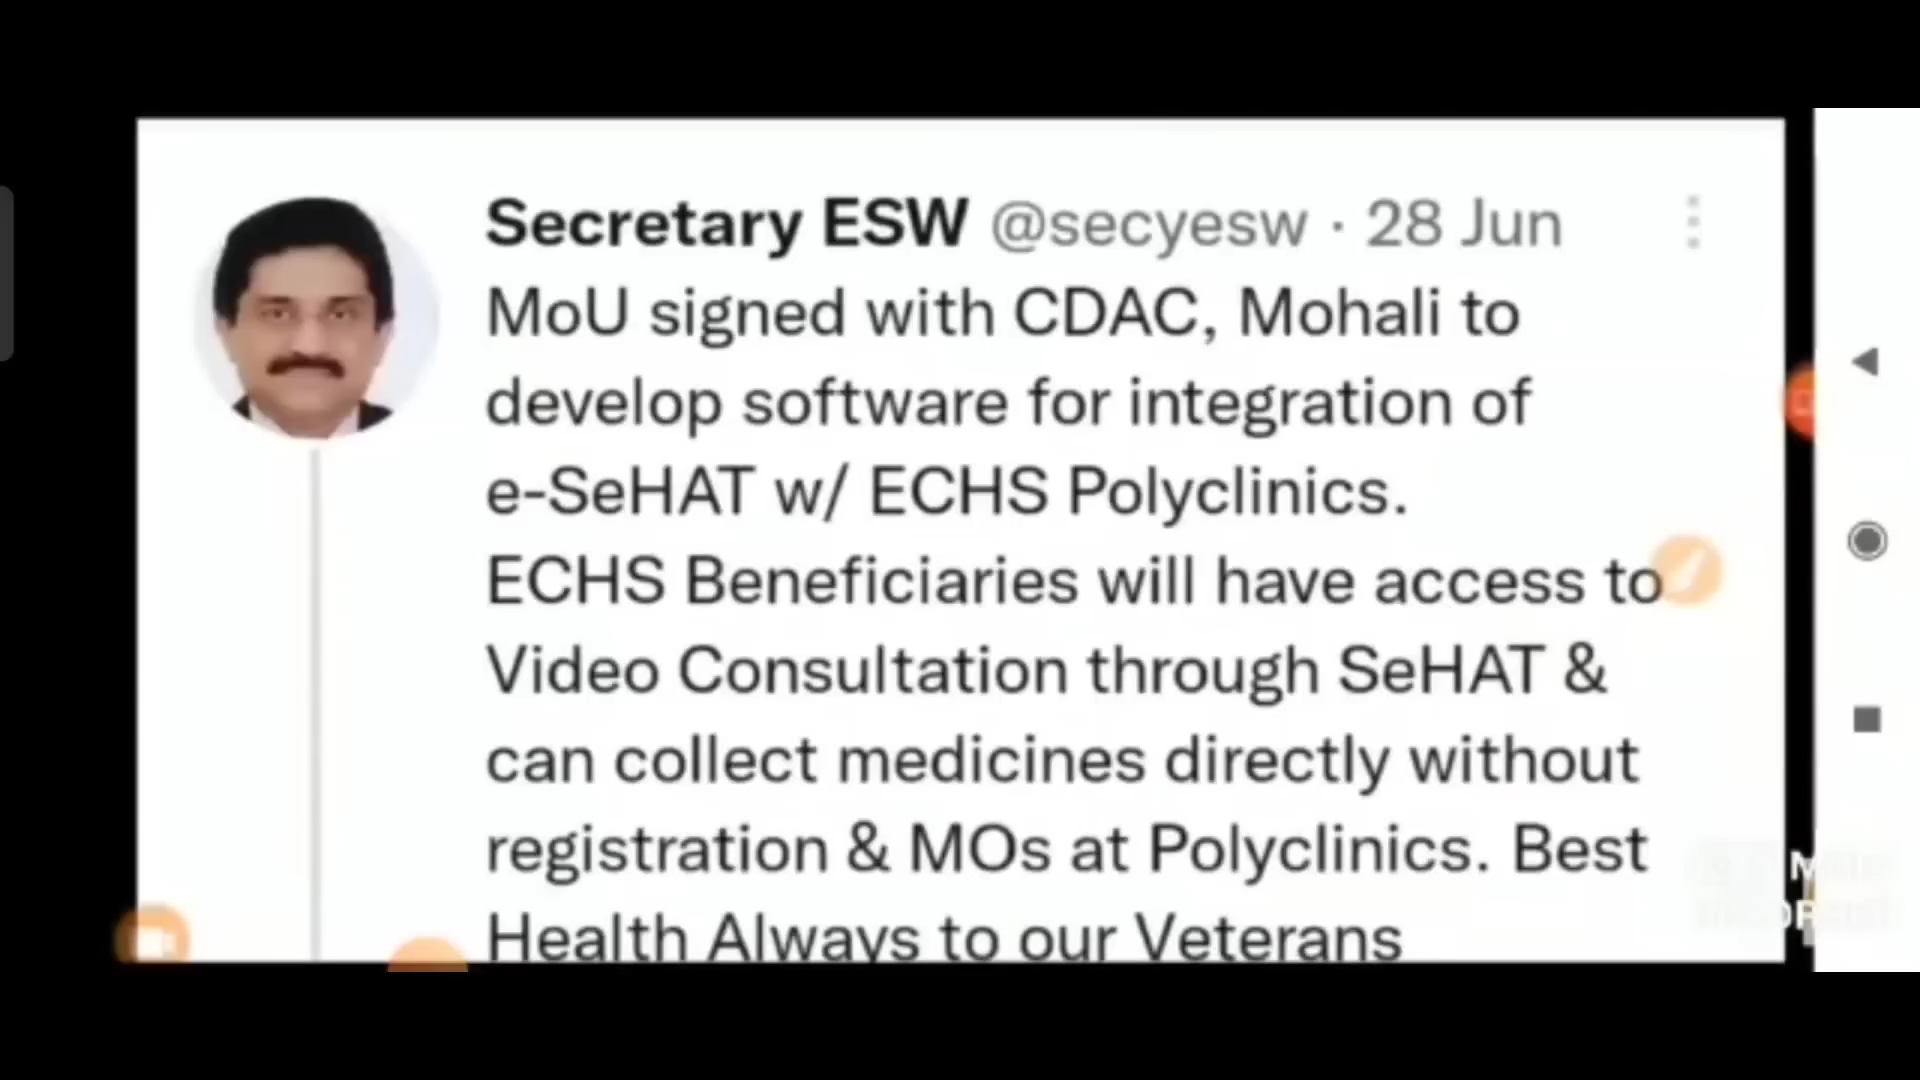 Secretary ESW @secyesw · 28 Jun
MoU signed with CDAC, Mohali to
develop software for integration of
e-SeHAT w/ ECHS Polyclinics.
ECHS Beneficiaries will have access to
Video Consultation through SeHAT &
can collect medicines directly without
registration & MOs at Polyclinics. Best
Health Always to our Veterans